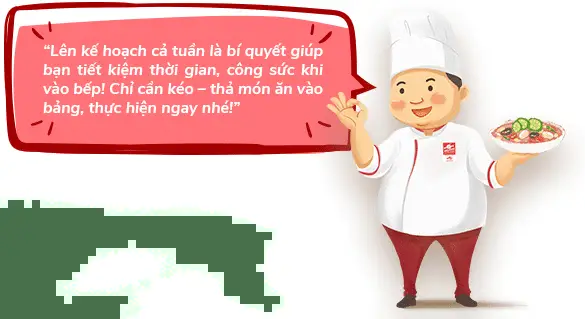 “Lên kế hoạch cả tuần là bí quyết giúp
bạn tiết kiệm thời gian, công sức khi
vào bếp! Chỉ cần kéo – thả món ăn vào
bảng, thực hiện ngay nhé!”